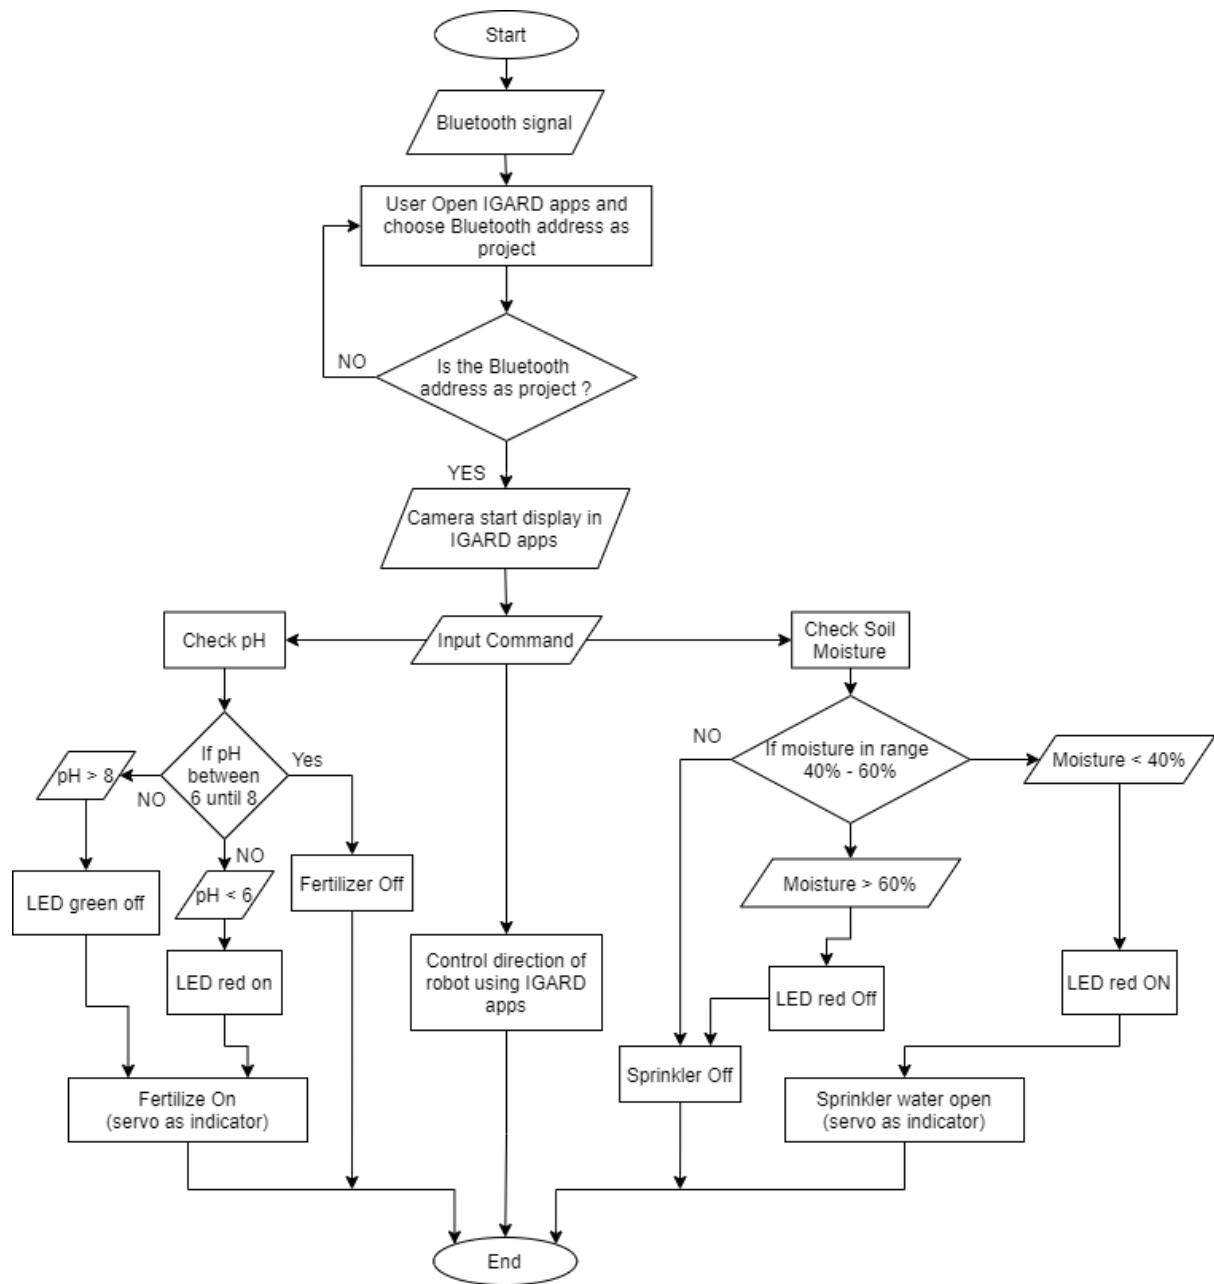 Start
Bluetooth signal
User Open IGARD apps and
choose Bluetooth address as
project
NO
Is the Bluetooth
address as project ?
YES
Camera start display in
IGARD apps
Check pH
Input Command
Check Soil
Moisture
If pH
between
6 until 8
Yes
NO
pH > 8
NO
pH < 6
LED green off
LED red on
Fertilizer Off
Fertilize On
(servo as indicator)
Control direction of
robot using IGARD
apps
NO
If moisture in range
40% - 60%
Moisture < 40%
Moisture > 60%
LED red Off
LED red ON
Sprinkler Off
Sprinkler water open
(servo as indicator)
End